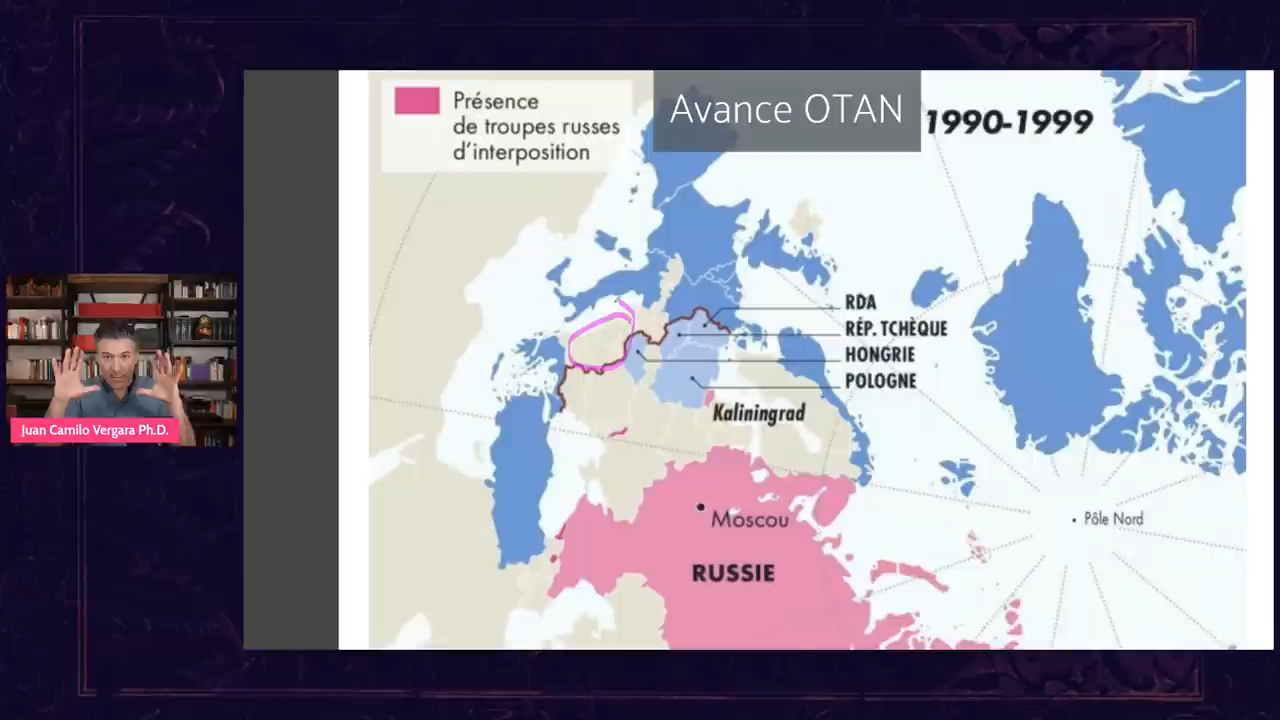 Présence
de troupes russes
d'interposition
Avance OTAN
1990-1999
RDA
RÉP. TCHÈQUE
HONGRIE
POLOGNE
Kaliningrad
Moscou
Pôle Nord
RUSSIE
Juan Camilo Vergara Ph.D.